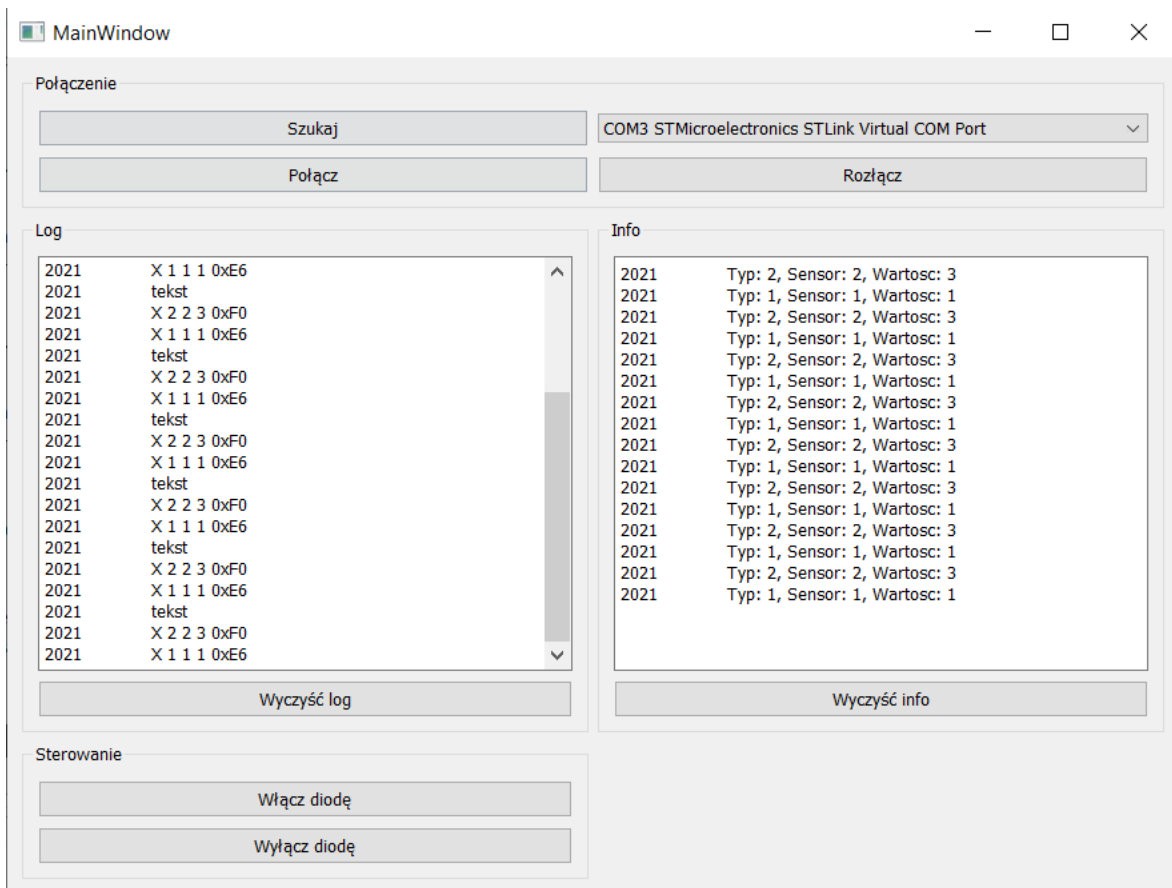 MainWindow
Połączenie
Szukaj
COM3 STMicroelectronics STLink Virtual COM Port
Połącz
Rozłącz
Log
2021 X 1 1 1 0xE6
2021 tekst
2021 X 2 2 3 0xF0
2021 X 1 1 1 0xE6
2021 tekst
2021 X 2 2 3 0xF0
2021 X 1 1 1 0xE6
2021 tekst
2021 X 2 2 3 0xF0
2021 X 1 1 1 0xE6
2021 tekst
2021 X 2 2 3 0xF0
2021 X 1 1 1 0xE6
2021 tekst
2021 X 2 2 3 0xF0
2021 X 1 1 1 0xE6
2021 tekst
2021 X 2 2 3 0xF0
2021 X 1 1 1 0xE6
Wyczyść log
Info
2021 Typ: 2, Sensor: 2, Wartosc: 3
2021 Typ: 1, Sensor: 1, Wartosc: 1
2021 Typ: 2, Sensor: 2, Wartosc: 3
2021 Typ: 1, Sensor: 1, Wartosc: 1
2021 Typ: 2, Sensor: 2, Wartosc: 3
2021 Typ: 1, Sensor: 1, Wartosc: 1
2021 Typ: 2, Sensor: 2, Wartosc: 3
2021 Typ: 1, Sensor: 1, Wartosc: 1
2021 Typ: 2, Sensor: 2, Wartosc: 3
2021 Typ: 1, Sensor: 1, Wartosc: 1
2021 Typ: 2, Sensor: 2, Wartosc: 3
2021 Typ: 1, Sensor: 1, Wartosc: 1
2021 Typ: 2, Sensor: 2, Wartosc: 3
2021 Typ: 1, Sensor: 1, Wartosc: 1
2021 Typ: 2, Sensor: 2, Wartosc: 3
2021 Typ: 1, Sensor: 1, Wartosc: 1
Wyczyść info
Sterowanie
Włącz diodę
Wyłącz diodę